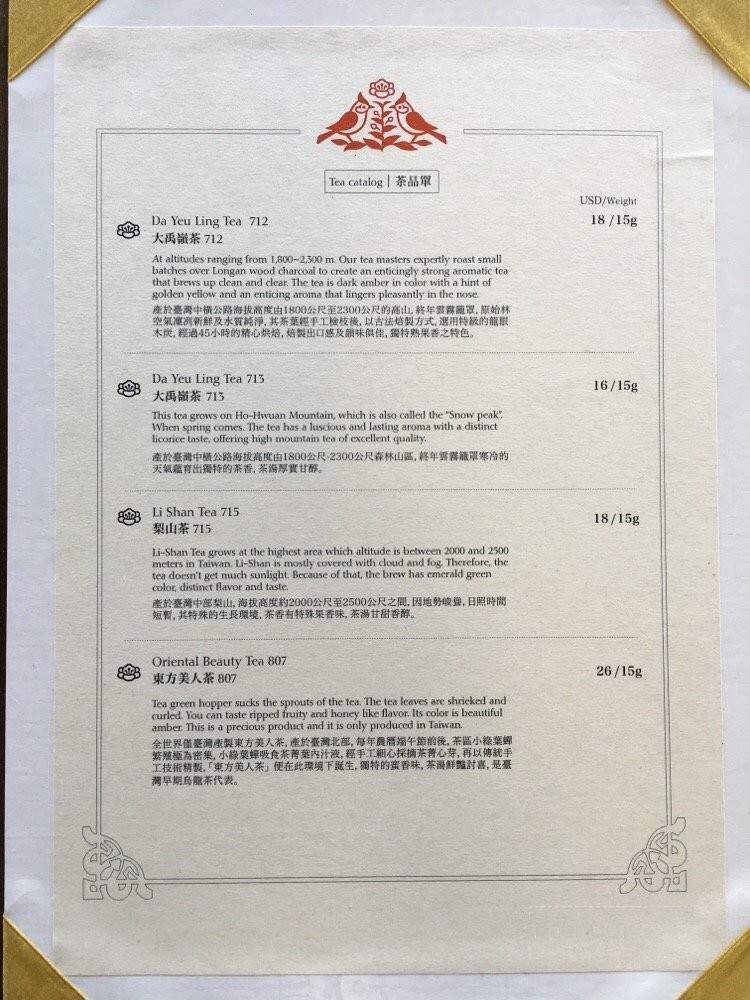 Tea catalog | 茶品單
USD/Weight
Da Yeu Ling Tea 712
18 /15g
大禹嶺茶 712
At altitudes ranging from 1,800~2,300 m. Our tea masters expertly roast small
batches over Longan wood charcoal to create an enticingly strong aromatic tea
that brews up clean and clear. The tea is dark amber in color with a hint of
golden yellow and an enticing aroma that lingers pleasantly in the nose.
產於臺灣中橫公路海拔高度由1800公尺至2300公尺的高山, 終年雲霧籠罩, 原始林
空氣凜冽新鮮及水質純淨, 其茶葉經手工檢枝後, 以古法焙製方式, 選用特級的龍眼
木炭, 經過45小時的精心烘焙, 焙製出口感及韻味俱佳, 獨特熟果香之特色。
Da Yeu Ling Tea 713
16 /15g
大禹嶺茶 713
This tea grows on Ho-Hwuan Mountain, which is also called the "Snow peak".
When spring comes. The tea has a luscious and lasting aroma with a distinct
licorice taste, offering high mountain tea of excellent quality.
產於臺灣中橫公路海拔高度由1800公尺-2300公尺森林山區, 終年雲霧籠罩寒冷的
天氣蘊育出獨特的茶香, 茶湯厚實甘醇。
Li Shan Tea 715
18 /15g
梨山茶 715
Li-Shan Tea grows at the highest area which altitude is between 2000 and 2500
meters in Taiwan. Li-Shan is mostly covered with cloud and fog. Therefore, the
tea doesn't get much sunlight. Because of that, the brew has emerald green
color, distinct flavor and taste.
產於臺灣中部梨山, 海拔高度約2000公尺至2500公尺之間, 因地勢峻聳, 日照時間
短暫, 其特殊的生長環境, 茶香有特殊果香味, 茶湯甘甜香醇。
Oriental Beauty Tea 807
26 /15g
東方美人茶 807
Tea green hopper sucks the sprouts of the tea. The tea leaves are shrieked and
curled. You can taste ripped fruity and honey like flavor. Its color is beautiful
amber. This is a precious product and it is only produced in Taiwan.
全世界僅臺灣產製東方美人茶, 產於臺灣北部, 每年農曆端午節前後, 茶區小綠葉蟬
繁殖極為密集, 小綠葉蟬吸食茶菁葉內汁液, 經手工細心採摘茶菁心芽, 再以傳統手
工技術精製,「東方美人茶」便在此環境下誕生, 獨特的蜜香味, 茶湯鮮豔討喜, 是臺
灣早期烏龍茶代表。